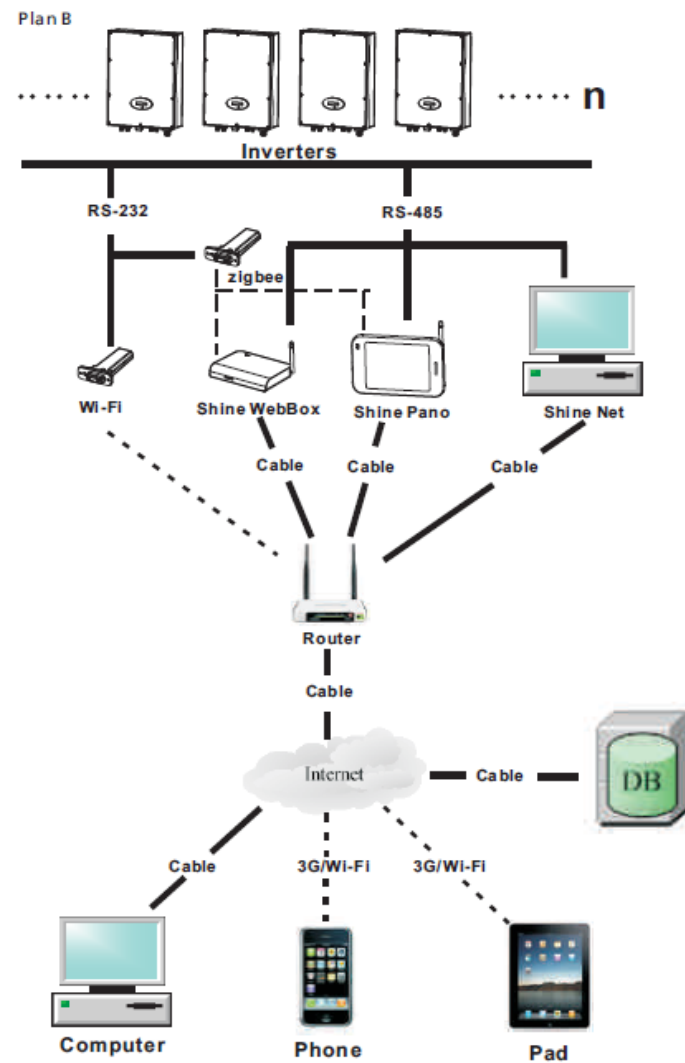 Plan B
n
Inverters
RS-232
RS-485
zigbee
Wi-Fi
Shine WebBox
Shine Pano
Shine Net
Cable
Cable
Cable
Router
Cable
Internet
Cable
DB
Cable
3G/Wi-Fi
3G/Wi-Fi
Computer
Phone
Pad